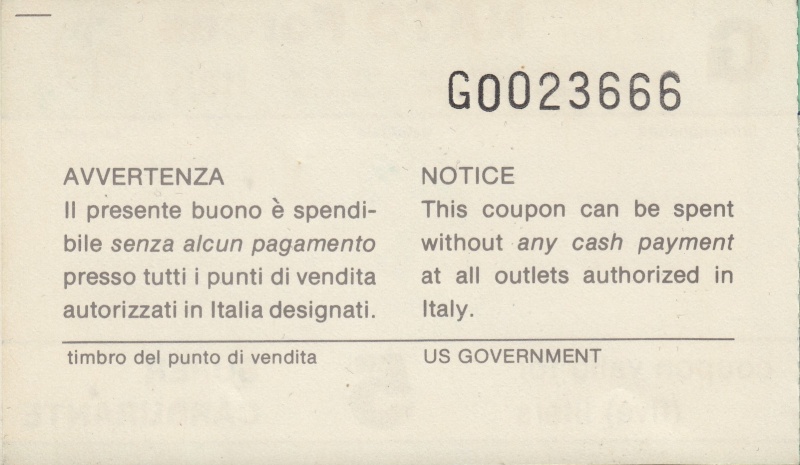 G0023666
AVVERTENZA
Il presente buono è spendi-
bile senza alcun pagamento
presso tutti i punti di vendita
autorizzati in Italia designati.
timbro del punto di vendita
NOTICE
This coupon can be spent
without any cash payment
at all outlets authorized in
Italy.
US GOVERNMENT